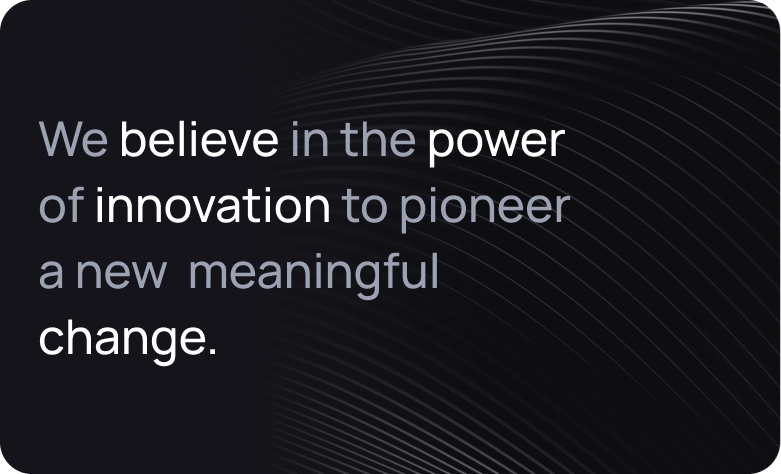 We believe in the power
of innovation to pioneer
a new  meaningful
change.